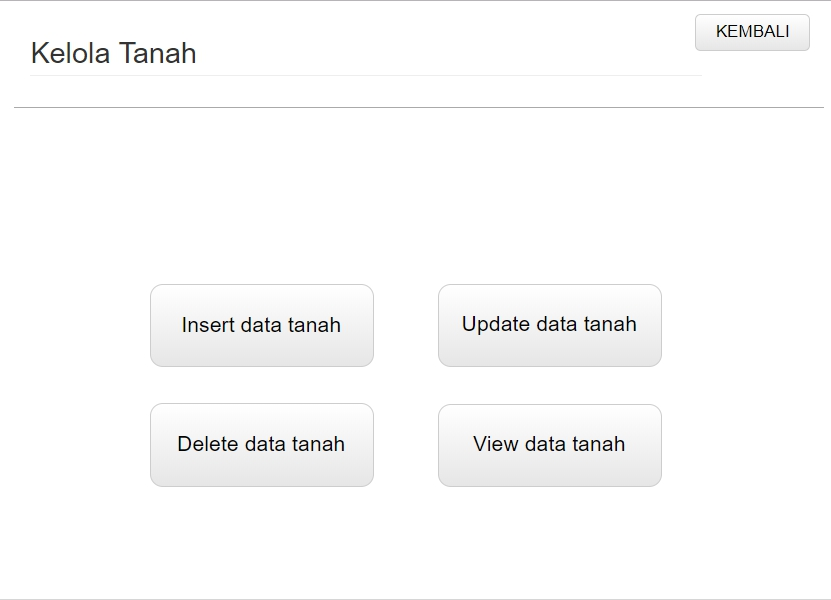 KEMBALI
Kelola Tanah
Insert data tanah
Update data tanah
Delete data tanah
View data tanah